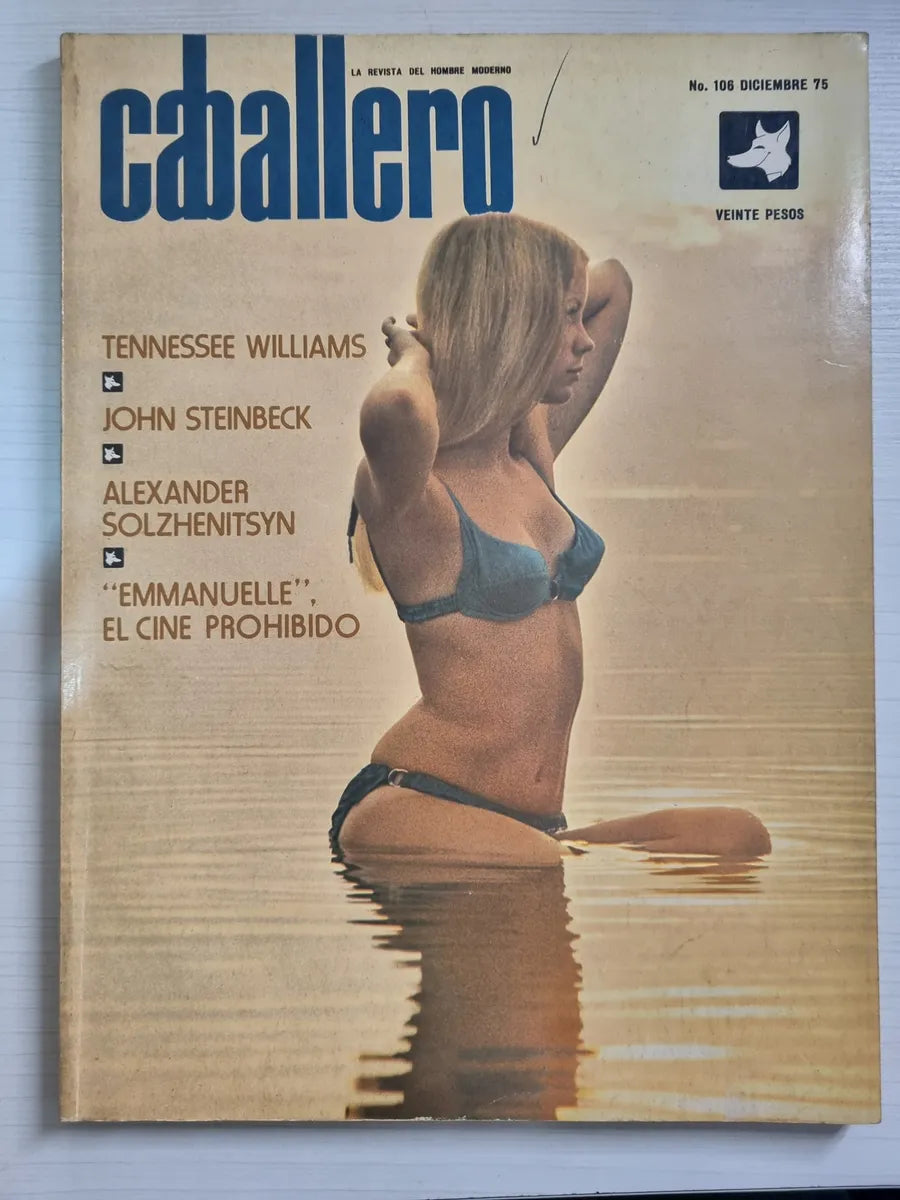 LA REVISTA DEL HOMBRE MODERNO
caballero
No. 106 DICIEMBRE 75
VEINTE PESOS
TENNESSEE WILLIAMS
JOHN STEINBECK
ALEXANDER
SOLZHENITSYN
“EMMANUELLE”,
EL CINE PROHIBIDO